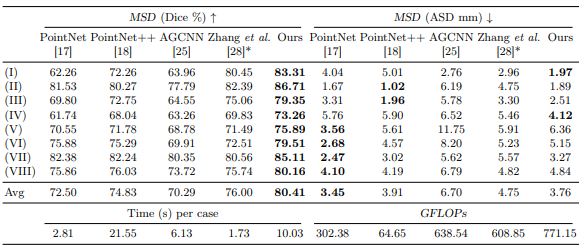 MSD (Dice %) ↑ MSD (ASD mm) ↓
PointNet PointNet++ AGCNN Zhang et al. Ours PointNet PointNet++ AGCNN Zhang et al. Ours
[17] [18] [25] [28]* [17] [18] [25] [28]*
(I) 62.26 72.26 63.96 80.45 83.31 4.04 5.01 2.76 2.96 1.97
(II) 81.53 80.27 77.79 82.39 86.71 1.67 1.02 6.19 4.75 1.89
(III) 69.80 72.75 64.55 75.06 79.35 3.31 1.96 5.78 3.30 2.51
(IV) 61.74 68.04 63.26 69.83 73.26 5.76 5.90 6.52 5.46 4.12
(V) 70.55 71.78 68.78 71.49 75.89 3.56 5.61 11.75 5.91 6.36
(VI) 75.88 75.29 69.91 72.51 79.51 2.68 4.57 8.20 5.23 5.15
(VII) 82.38 82.24 80.35 80.56 85.11 2.47 3.02 5.62 5.57 3.27
(VIII) 75.86 76.03 73.72 75.74 80.16 4.10 4.19 6.79 4.82 4.84
Avg 72.50 74.83 70.29 76.00 80.41 3.45 3.91 6.70 4.75 3.76
Time (s) per case GFLOPs
2.81 21.55 6.13 1.73 10.03 302.38 64.65 638.54 608.85 771.15